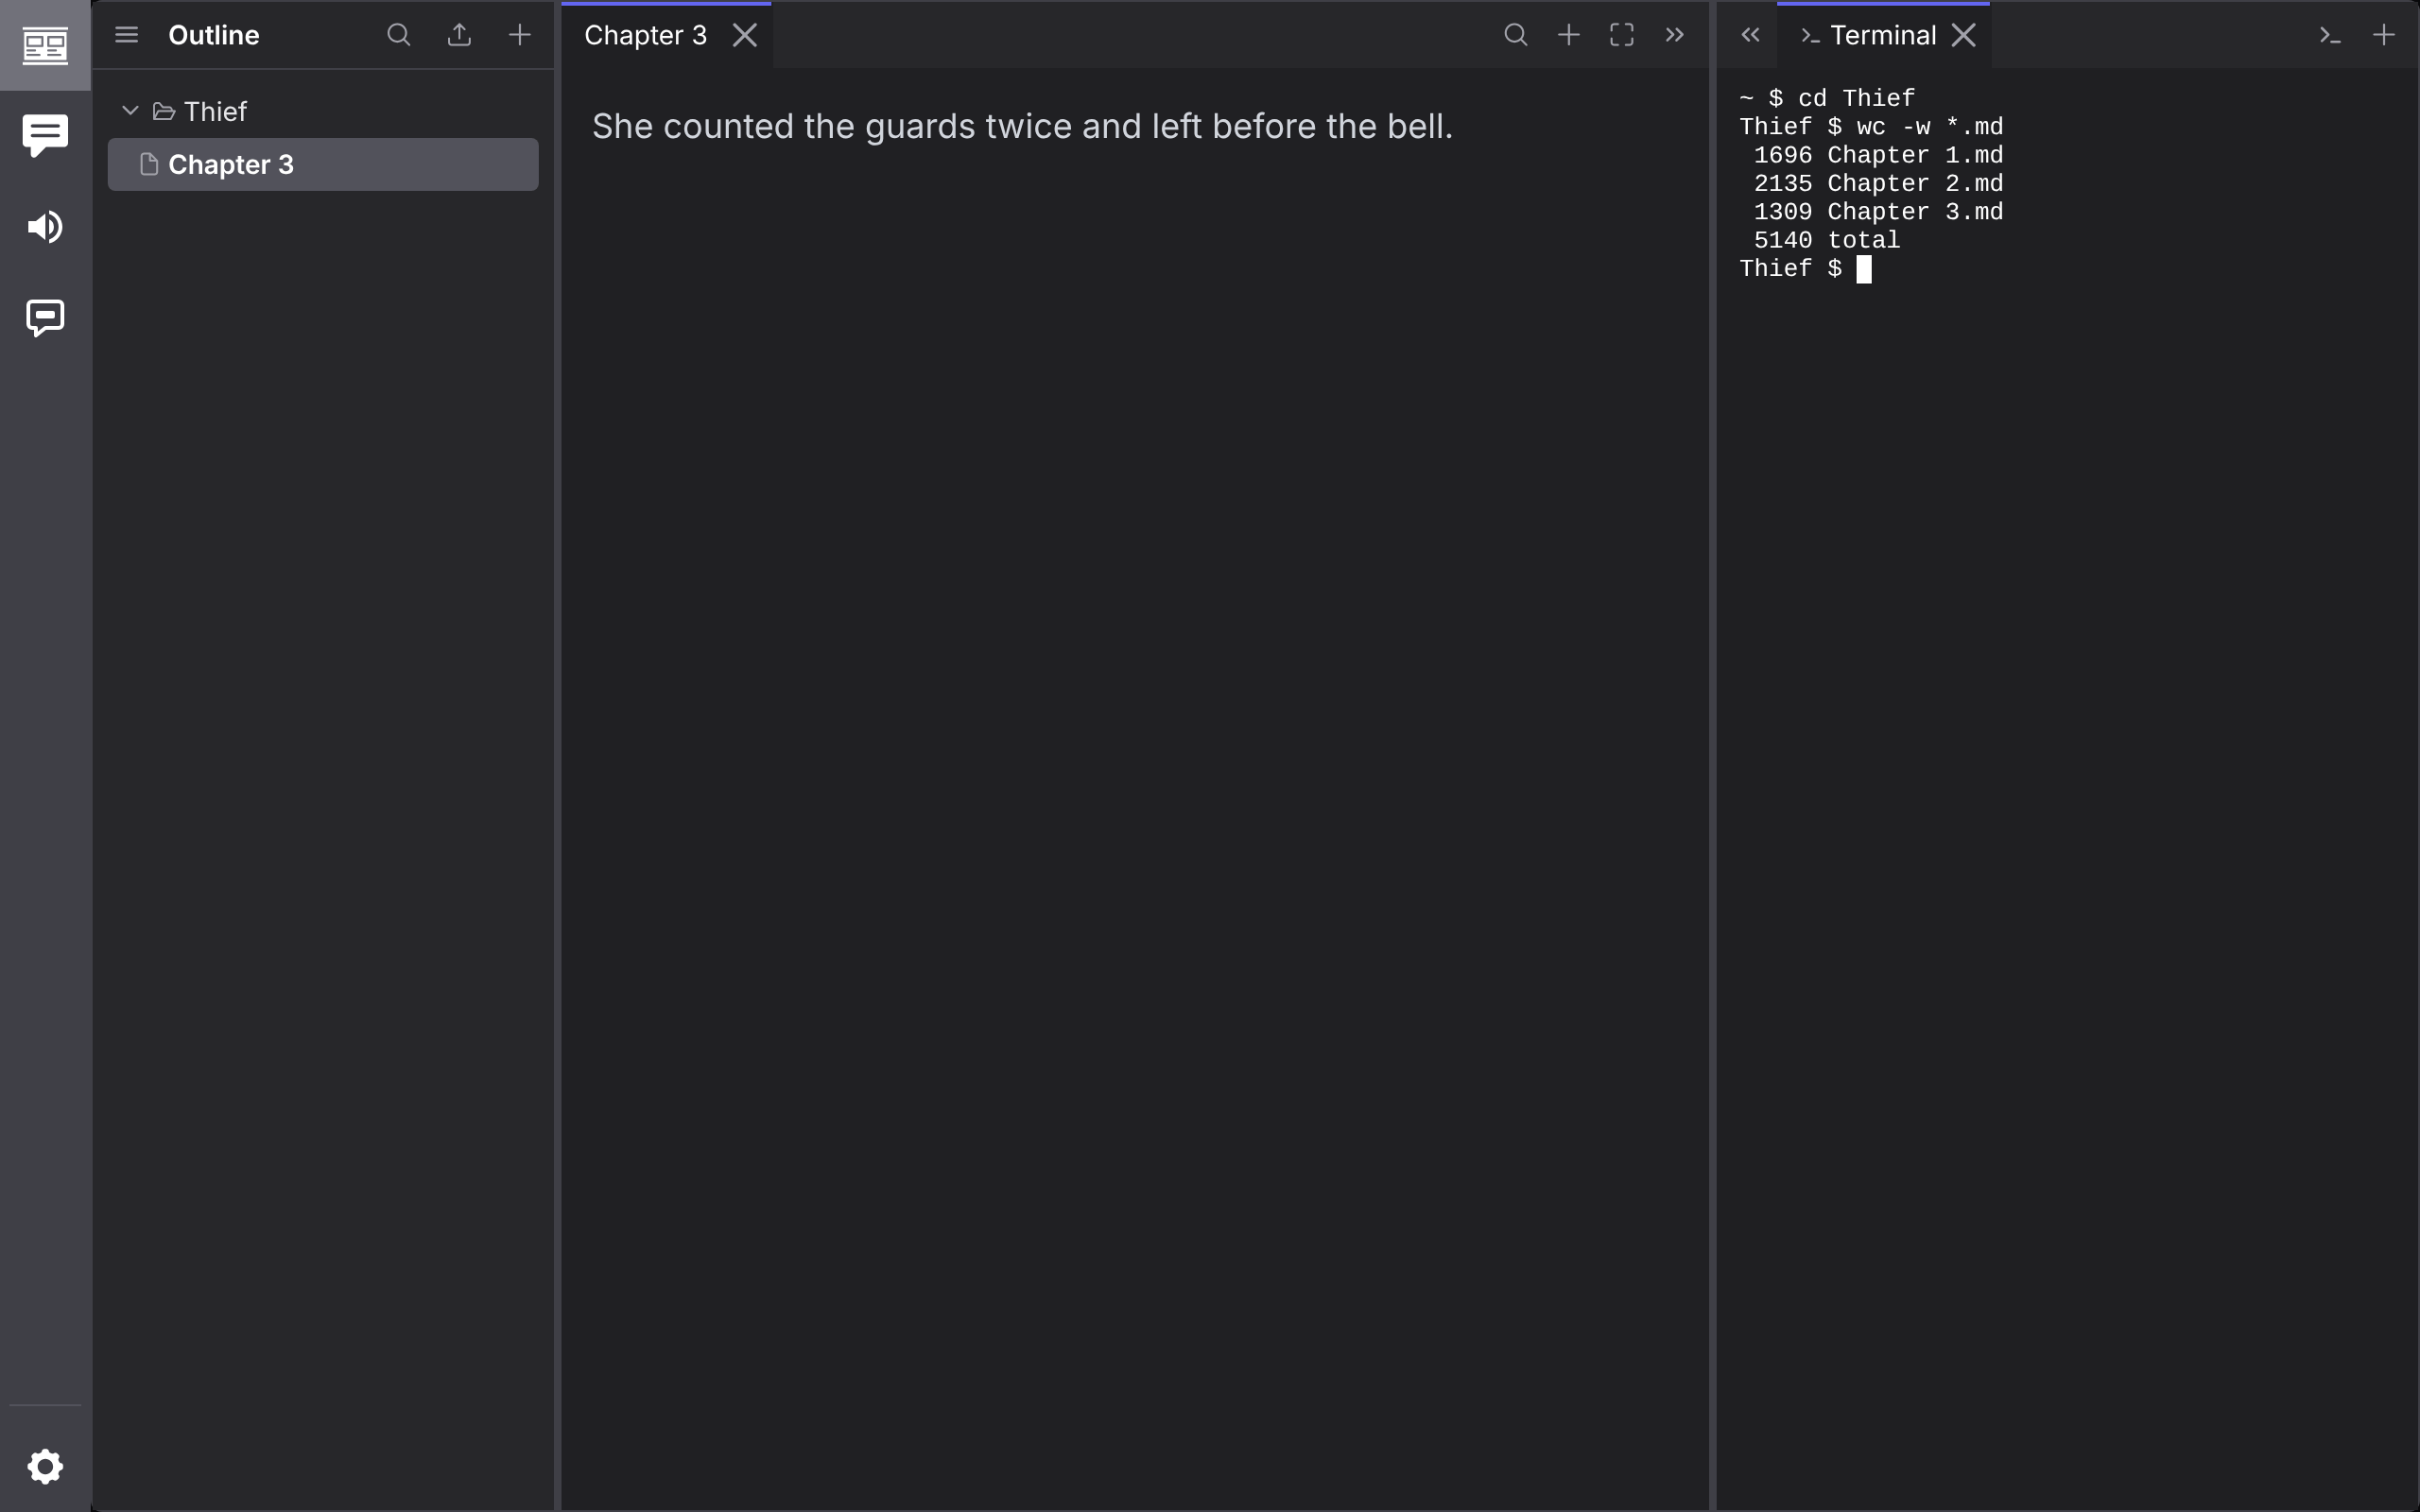 Outline
Thief
Chapter 3
Chapter 3
She counted the guards twice and left before the bell.
>_ Terminal
~ $ cd Thief
Thief $ wc -w *.md
1696 Chapter 1.md
2135 Chapter 2.md
1309 Chapter 3.md
5140 total
Thief $